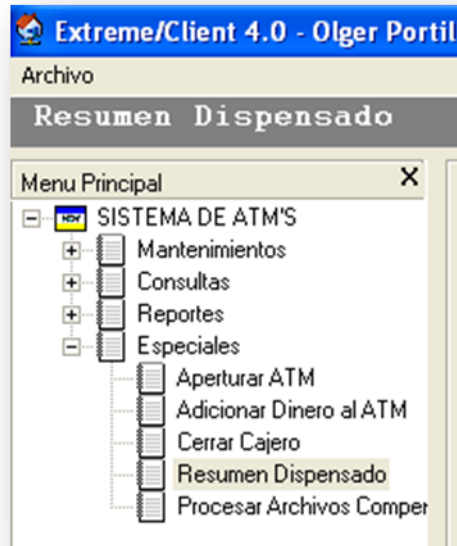 Extreme/Client 4.0 - Olger Portil
Archivo
Resumen Dispensado
Menu Principal
SISTEMA DE ATM'S
Mantenimientos
Consultas
Reportes
Especiales
Aperturar ATM
Adicionar Dinero al ATM
Cerrar Cajero
Resumen Dispensado
Procesar Archivos Comper